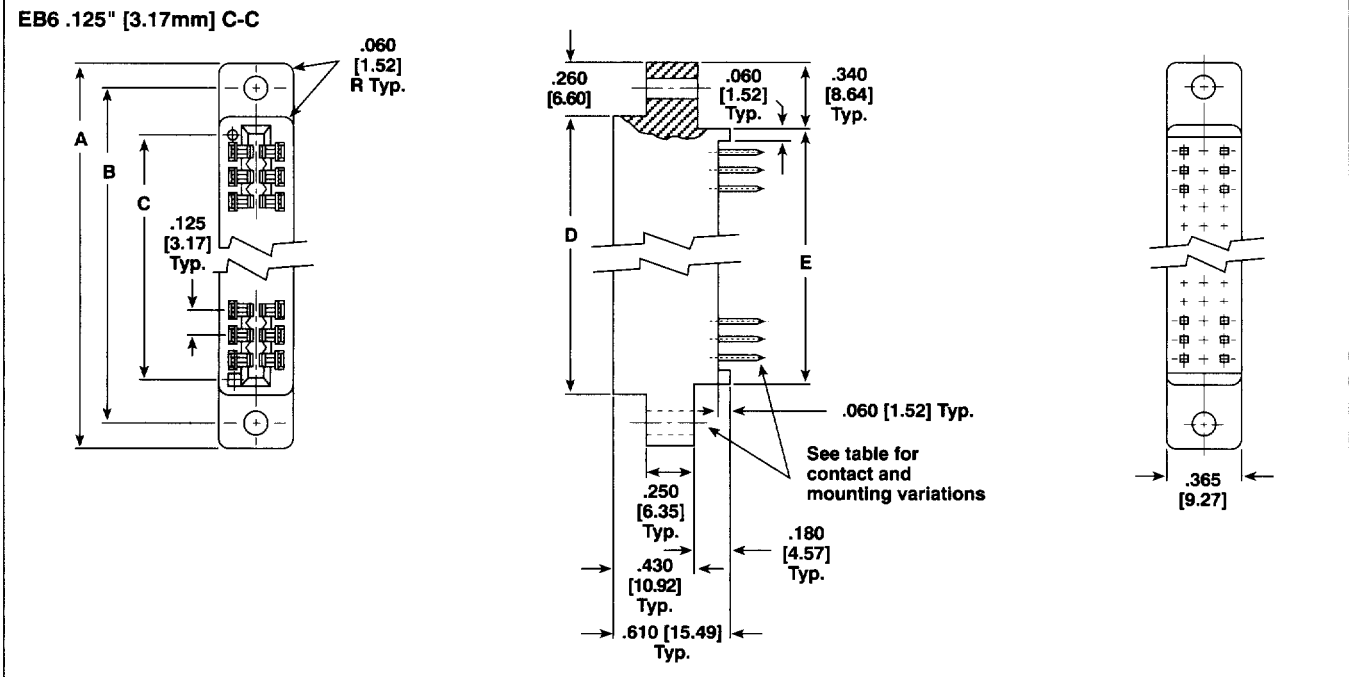 EB6 .125" [3.17mm] C-C
.060
[1.52]
R Typ.
A
B
C
.125
[3.17]
Typ.
.260
[6.60]
.060
[1.52]
Typ.
.340
[8.64]
Typ.
D
E
.060 [1.52] Typ.
See table for
contact and
mounting variations
.250
[6.35]
Typ.
.180
[4.57]
Typ.
.430
[10.92]
Typ.
.610 [15.49]
Typ.
.365
[9.27]